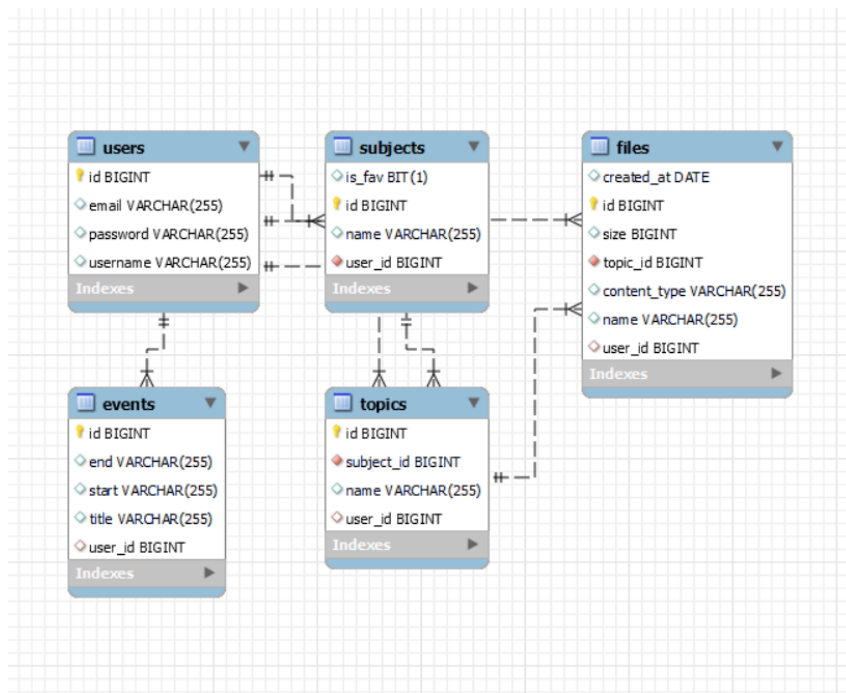 users
id BIGINT
email VARCHAR(255)
password VARCHAR(255)
username VARCHAR(255)
Indexes
subjects
is_fav BIT(1)
id BIGINT
name VARCHAR(255)
user_id BIGINT
Indexes
files
created_at DATE
id BIGINT
size BIGINT
topic_id BIGINT
content_type VARCHAR(255)
name VARCHAR(255)
user_id BIGINT
Indexes
events
id BIGINT
end VARCHAR(255)
start VARCHAR(255)
title VARCHAR(255)
user_id BIGINT
Indexes
topics
id BIGINT
subject_id BIGINT
name VARCHAR(255)
user_id BIGINT
Indexes